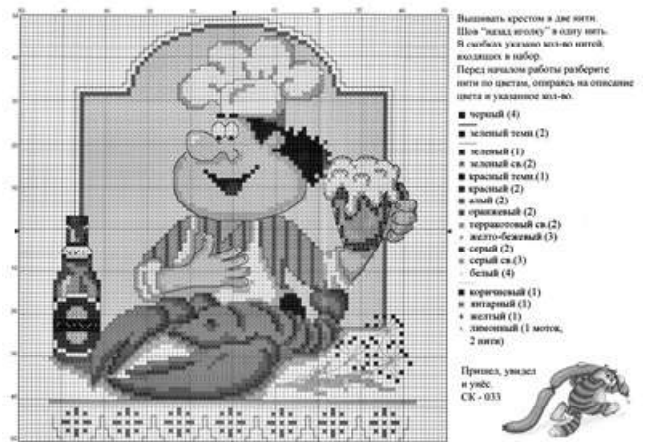 Вышивать крестом в две нити.
Шов "назад иголку" в одну нить.
В скобках указано кол-во нитей,
входящих в набор.
Перед началом работы разберите
нити по цветам, опираясь на описание
цвета и указанное кол-во.
черный (4)
зеленый темн (2)
зеленый (1)
зеленый св.(2)
красный темн.(1)
красный (2)
алый (2)
оранжевый (2)
терракотовый св.(2)
желто-бежевый (3)
серый (2)
серый св.(3)
белый (4)
коричневый (1)
янтарный (1)
желтый (1)
лимонный (1 моток,
2 нити)
Пришел, увидел
и унёс.
СК - 033